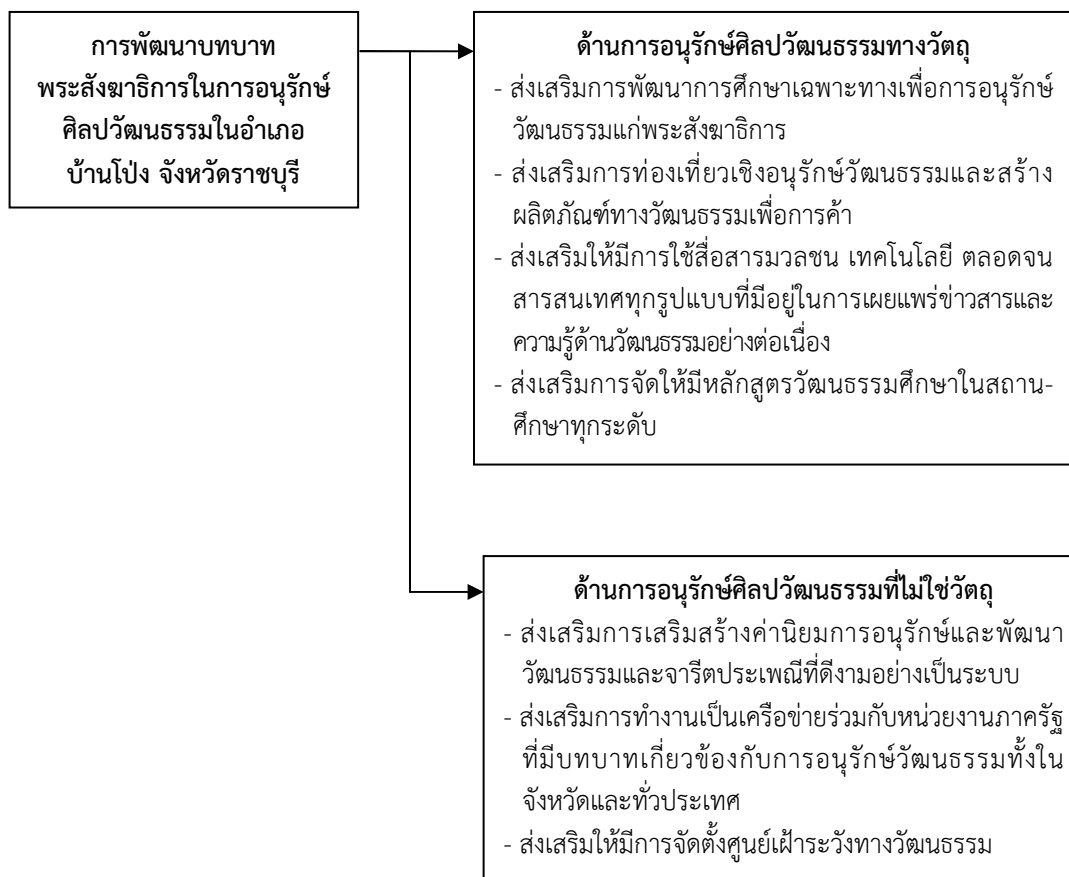 การพัฒนาบทบาท
พระสังฆาธิการในการอนุรักษ์
ศิลปวัฒนธรรมในอำเภอ
บ้านโป่ง จังหวัดราชบุรี
ด้านการอนุรักษ์ศิลปวัฒนธรรมทางวัตถุ
- ส่งเสริมการพัฒนาการศึกษาเฉพาะทางเพื่อการอนุรักษ์
วัฒนธรรมแก่พระสังฆาธิการ
- ส่งเสริมการท่องเที่ยวเชิงอนุรักษ์วัฒนธรรมและสร้าง
ผลิตภัณฑ์ทางวัฒนธรรมเพื่อการค้า
- ส่งเสริมให้มีการใช้สื่อสารมวลชน เทคโนโลยี ตลอดจน
สารสนเทศทุกรูปแบบที่มีอยู่ในการเผยแพร่ข่าวสารและ
ความรู้ด้านวัฒนธรรมอย่างต่อเนื่อง
- ส่งเสริมการจัดให้มีหลักสูตรวัฒนธรรมศึกษาในสถาน-
ศึกษาทุกระดับ
ด้านการอนุรักษ์ศิลปวัฒนธรรมที่ไม่ใช่วัตถุ
- ส่งเสริมการเสริมสร้างค่านิยมการอนุรักษ์และพัฒนา
วัฒนธรรมและจารีตประเพณีที่ดีงามอย่างเป็นระบบ
- ส่งเสริมการทำงานเป็นเครือข่ายร่วมกับหน่วยงานภาครัฐ
ที่มีบทบาทเกี่ยวข้องกับการอนุรักษ์วัฒนธรรมทั้งใน
จังหวัดและทั่วประเทศ
- ส่งเสริมให้มีการจัดตั้งศูนย์เฝ้าระวังทางวัฒนธรรม